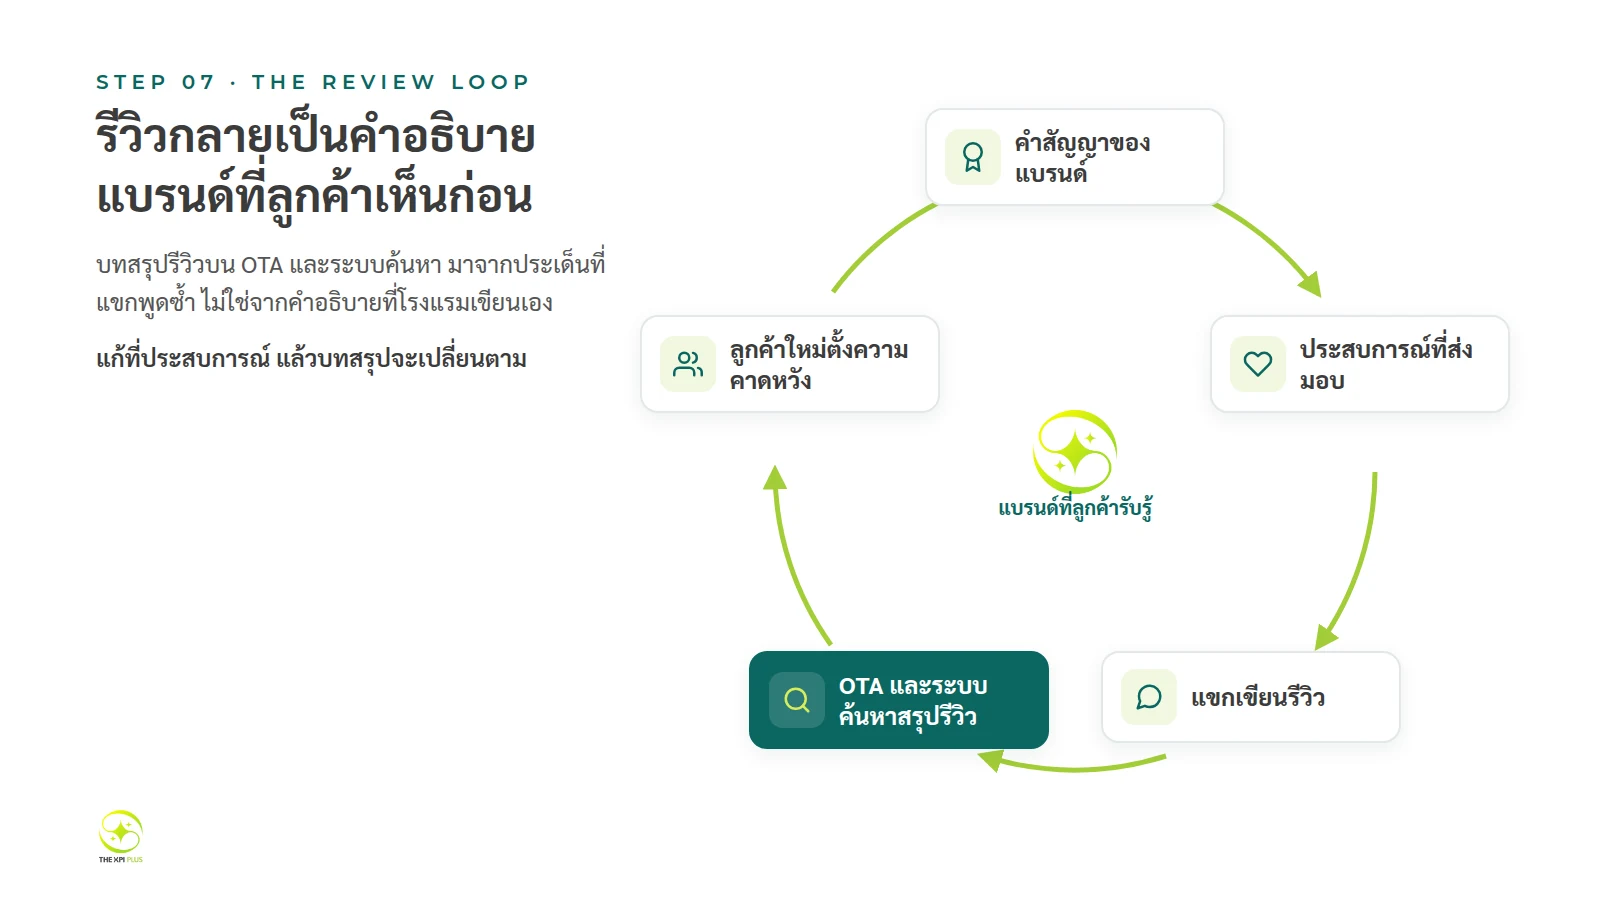 STEP 07 · THE REVIEW LOOP
รีวิวกลายเป็นคำอธิบาย
แบรนด์ที่ลูกค้าเห็นก่อน
บทสรุปรีวิวบน OTA และระบบค้นหา มาจากประเด็นที่
แขกพูดซ้ำ ไม่ใช่จากคำอธิบายที่โรงแรมเขียนเอง
แก้ที่ประสบการณ์ แล้วบทสรุปจะเปลี่ยนตาม
คำสัญญาของ
แบรนด์
ประสบการณ์ที่ส่ง
มอบ
แขกเขียนรีวิว
OTA และระบบ
ค้นหาสรุปรีวิว
ลูกค้าใหม่ตั้งความ
คาดหวัง
แบรนด์ที่ลูกค้ารับรู้
THE XPI PLUS